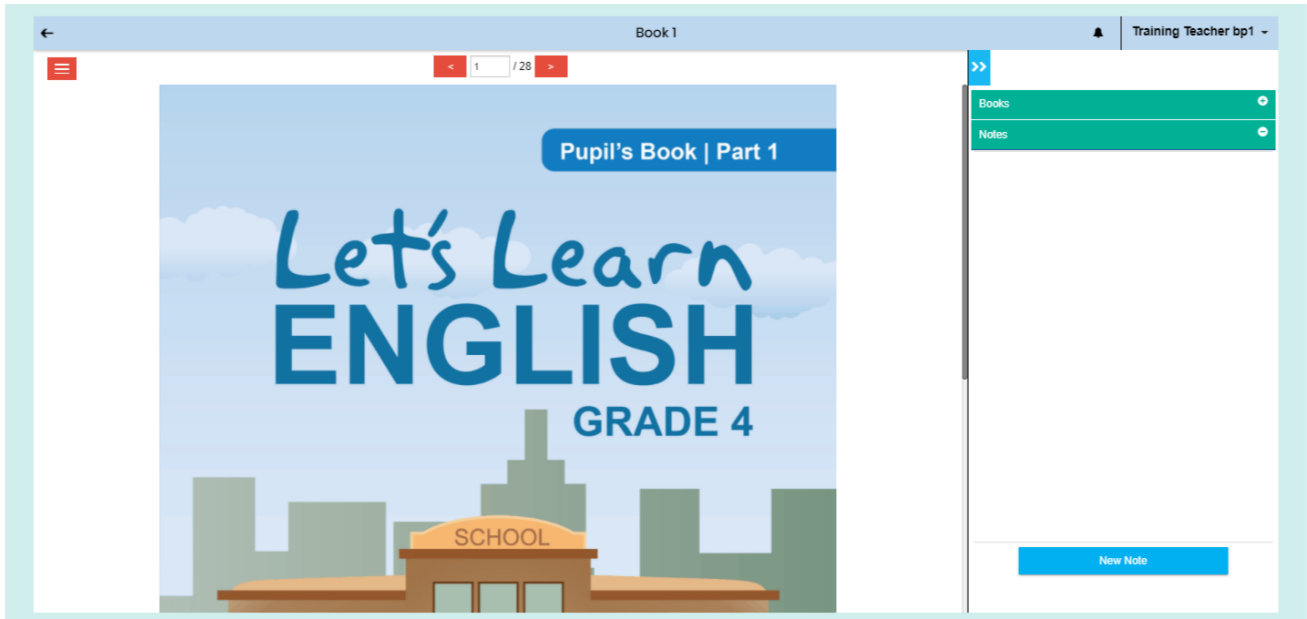 Book 1
Training Teacher bp1
< 1 / 28 >
>>
Books
Notes
Pupil's Book | Part 1
Let's Learn
ENGLISH
GRADE 4
SCHOOL
New Note